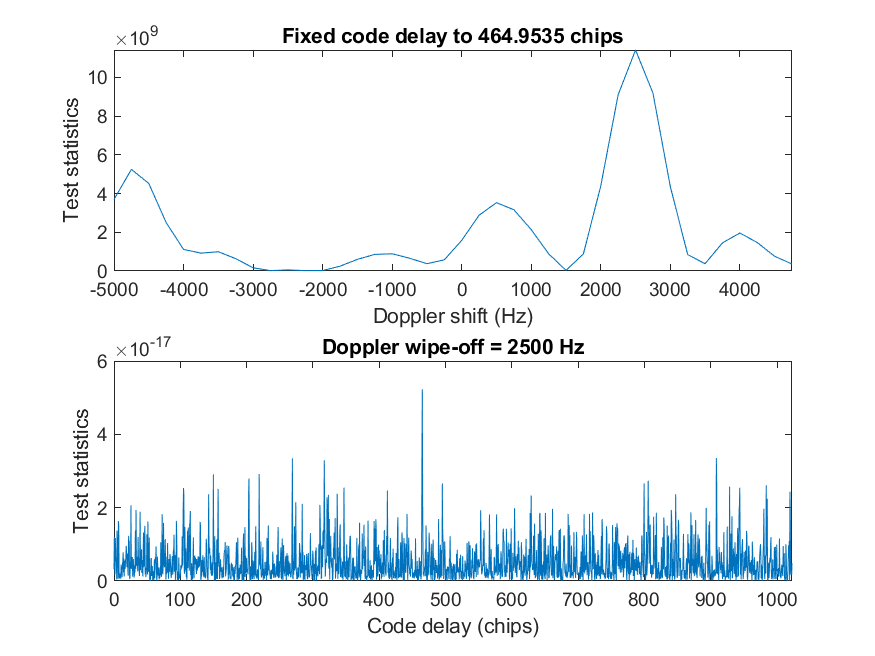 ×10^9
Fixed code delay to 464.9535 chips
10
8
6
4
2
0
Test statistics
-5000 -4000 -3000 -2000 -1000 0 1000 2000 3000 4000
Doppler shift (Hz)
×10^-17
Doppler wipe-off = 2500 Hz
6
4
2
0
Test statistics
0 100 200 300 400 500 600 700 800 900 1000
Code delay (chips)